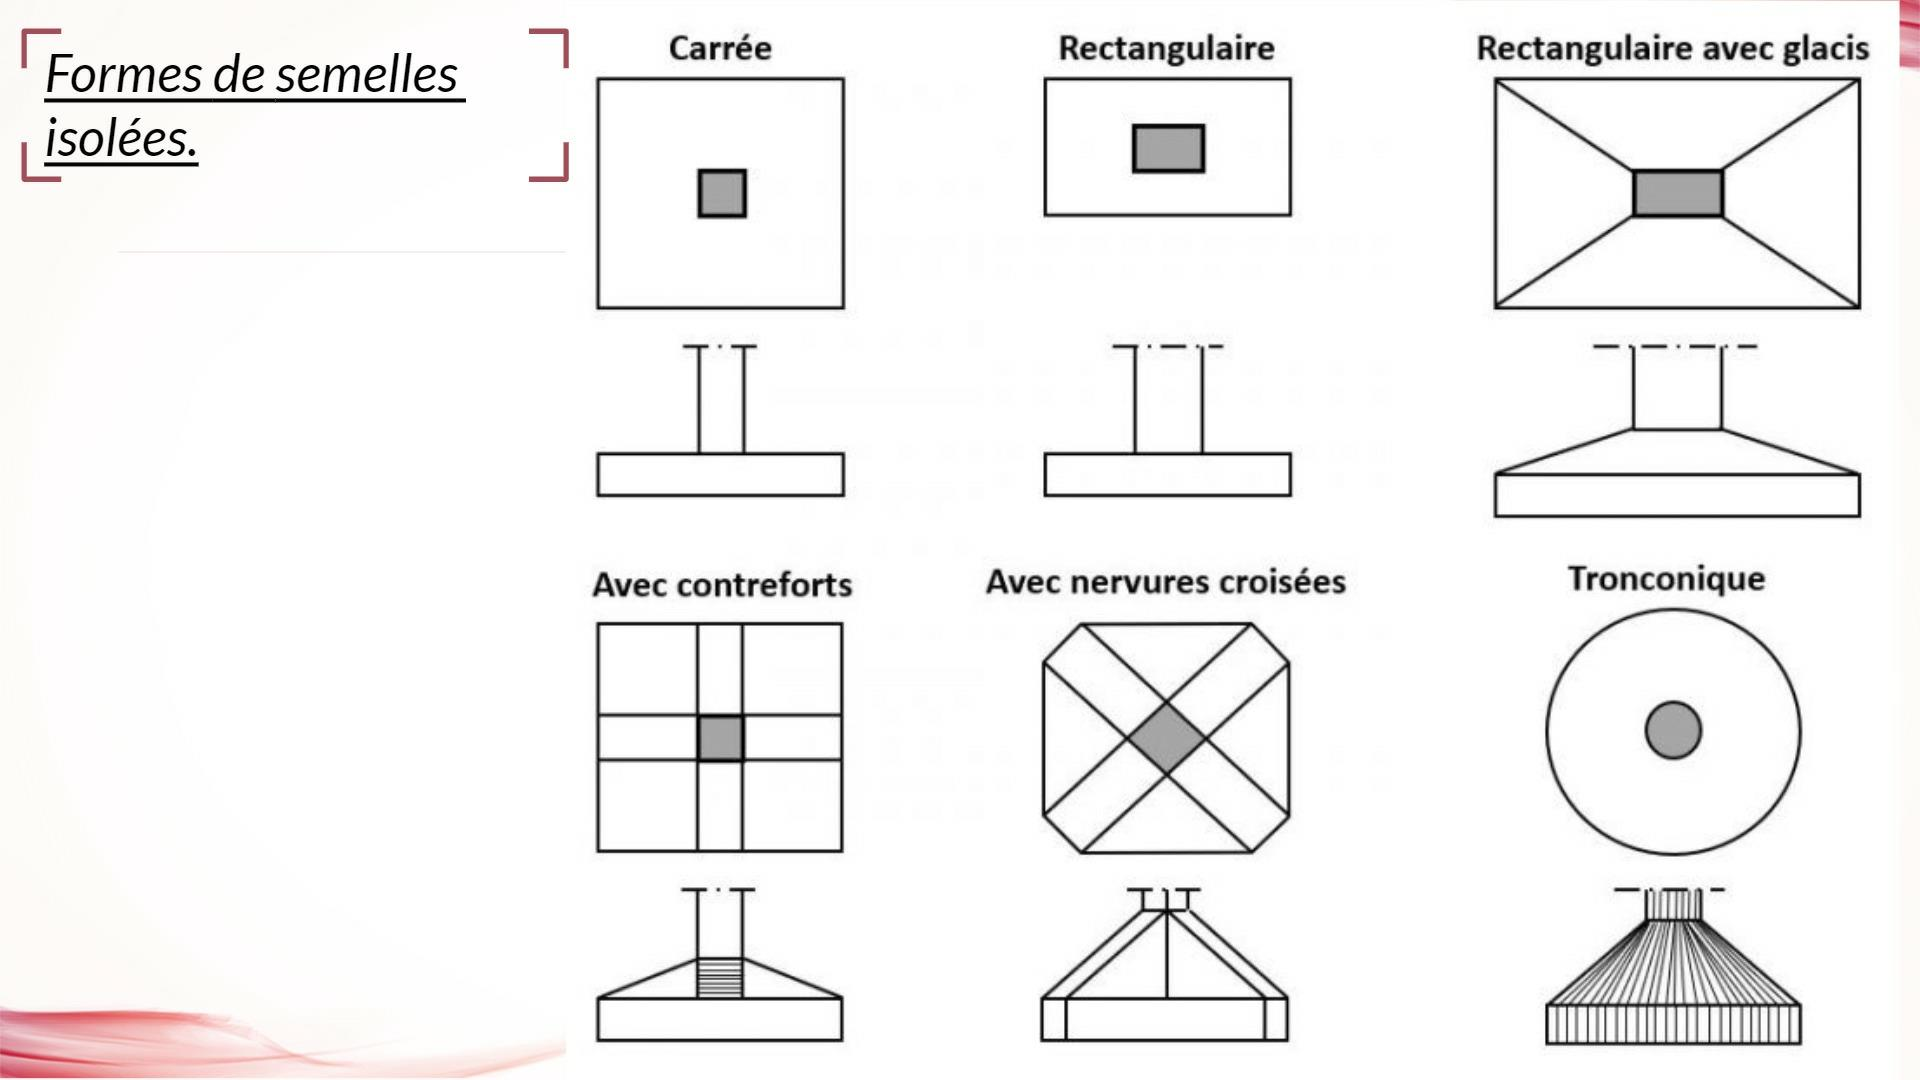 Formes de semelles
isolées.
Carrée
Rectangulaire
Rectangulaire avec glacis
Avec contreforts
Avec nervures croisées
Tronconique